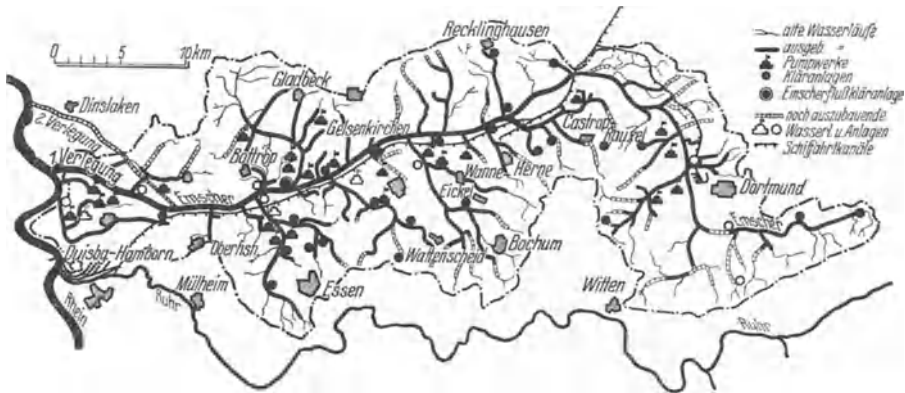 0 5 10 km
Recklinghausen
alte Wasserläufe
ausgeb. "
Pumpwerke
Kläranlagen
Emscherflußkläranlage
noch auszubauende
Wasserl. u. Anlagen
Schiffahrtkanäle
Gladbeck
Dinslaken
2. Verlegung
1. Verlegung
Gelsenkirchen
Castrop
Rauxel
Bottrop
Herne
Wanne-
Eickel
Dortmund
Emscher
Emscher
Duisbg-Hamborn
Oberhsn.
Wattenscheid
Bochum
Mülheim
Essen
Witten
Ruhr
Ruhr
Rhein